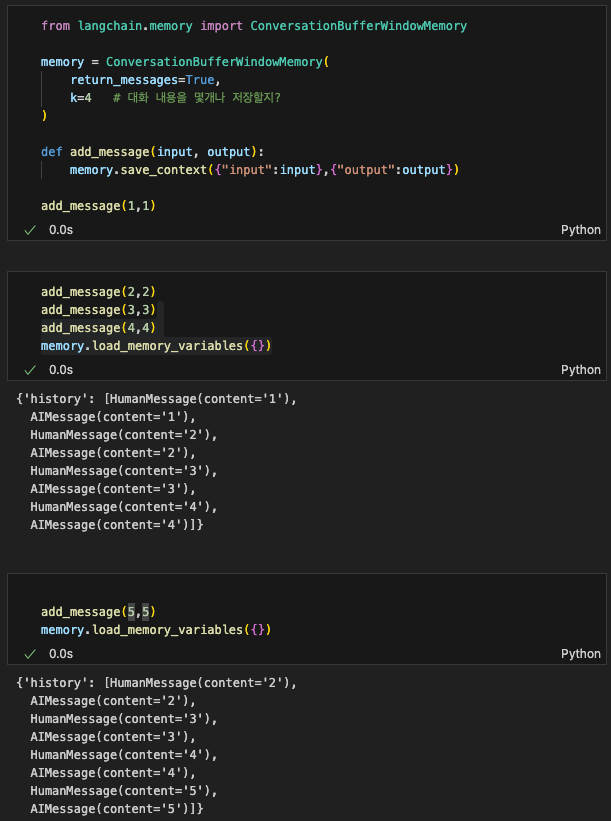 from langchain.memory import ConversationBufferWindowMemory
memory = ConversationBufferWindowMemory(
return_messages=True,
k=4 # 대화 내용을 몇개나 저장할지?
)
def add_message(input, output):
memory.save_context({"input":input},{"output":output})
add_message(1,1)
0.0s Python
add_message(2,2)
add_message(3,3)
add_message(4,4)
memory.load_memory_variables({})
0.0s Python
{'history': [HumanMessage(content='1'),
AIMessage(content='1'),
HumanMessage(content='2'),
AIMessage(content='2'),
HumanMessage(content='3'),
AIMessage(content='3'),
HumanMessage(content='4'),
AIMessage(content='4')]}
add_message(5,5)
memory.load_memory_variables({})
0.0s Python
{'history': [HumanMessage(content='2'),
AIMessage(content='2'),
HumanMessage(content='3'),
AIMessage(content='3'),
HumanMessage(content='4'),
AIMessage(content='4'),
HumanMessage(content='5'),
AIMessage(content='5')]}